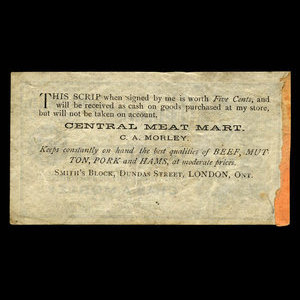 THIS SCRIP when signed by me is worth Five Cents, and
will be received as cash on goods purchased at my store,
but will not be taken on account.
CENTRAL MEAT MART.
C. A. MORLEY
Keeps constantly on hand the best qualities of BEEF, MUT
TON, PORK and HAMS, at moderate prices.
SMITH'S BLOCK, DUNDAS STREET, LONDON, ONT.